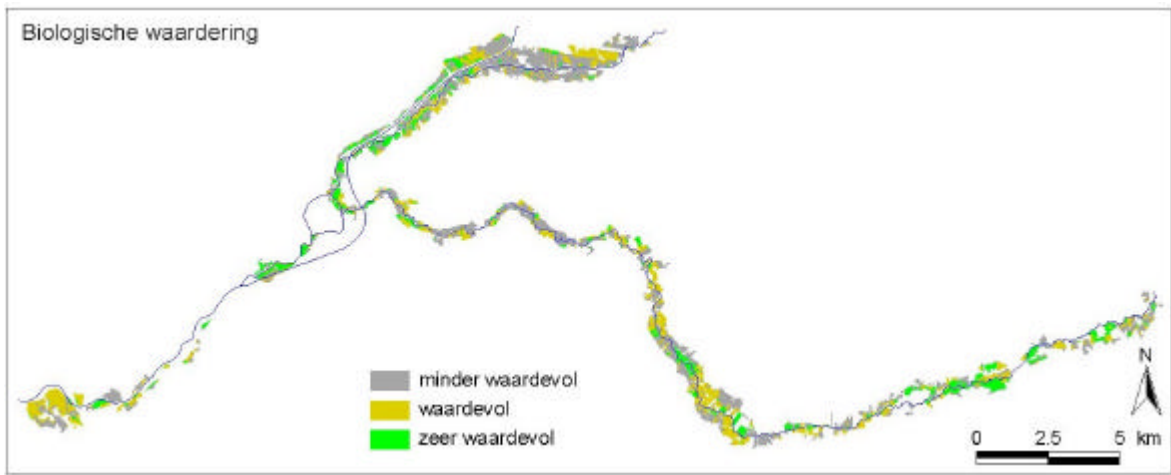 Biologische waardering
minder waardevol
waardevol
zeer waardevol
N
0 2.5 5 km